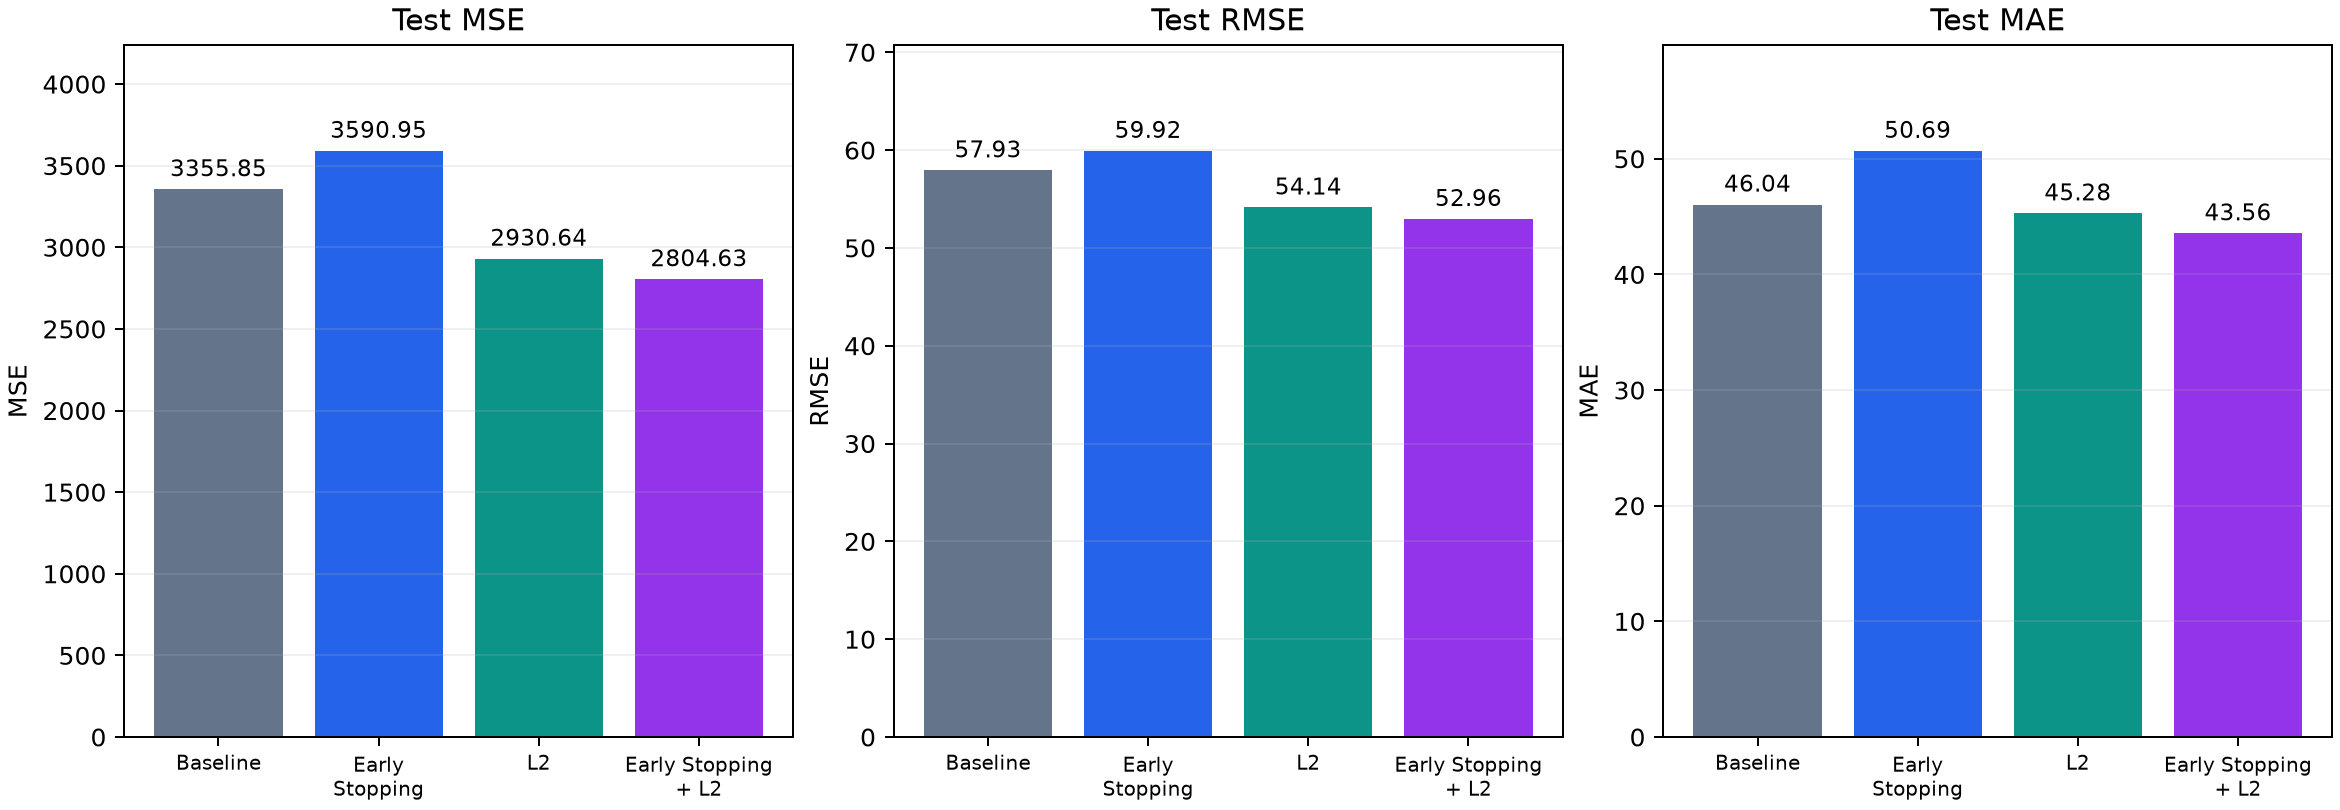 Test MSE
MSE
4000
3500
3000
2500
2000
1500
1000
500
0
3355.85
3590.95
2930.64
2804.63
Baseline
Early
Stopping
L2
Early Stopping
+ L2
Test RMSE
RMSE
70
60
50
40
30
20
10
0
57.93
59.92
54.14
52.96
Baseline
Early
Stopping
L2
Early Stopping
+ L2
Test MAE
MAE
50
40
30
20
10
0
46.04
50.69
45.28
43.56
Baseline
Early
Stopping
L2
Early Stopping
+ L2